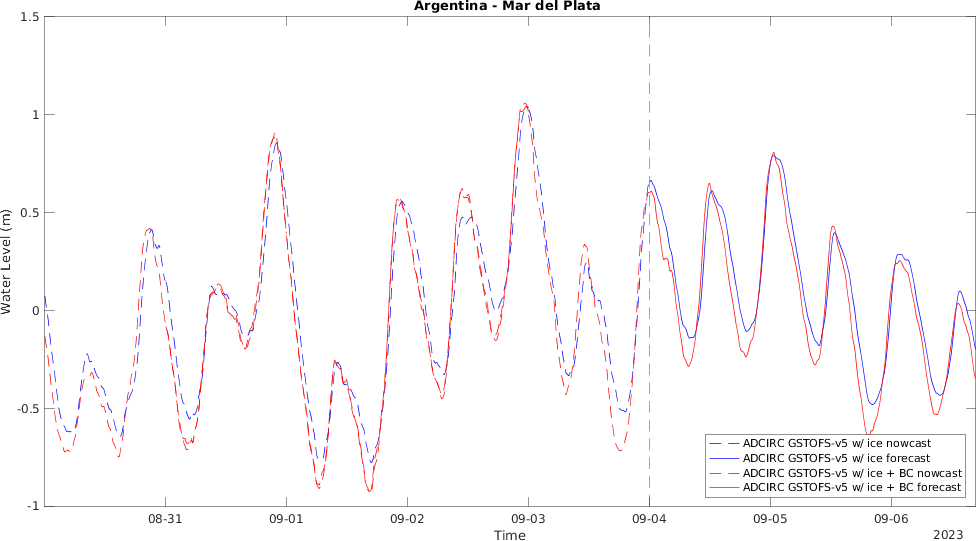 Argentina - Mar del Plata
1.5
1
0.5
0
-0.5
-1
Water Level (m)
08-31
09-01
09-02
09-03
09-04
09-05
09-06
Time
2023
ADCIRC GSTOFS-v5 w/ ice nowcast
ADCIRC GSTOFS-v5 w/ ice forecast
ADCIRC GSTOFS-v5 w/ ice + BC nowcast
ADCIRC GSTOFS-v5 w/ ice + BC forecast